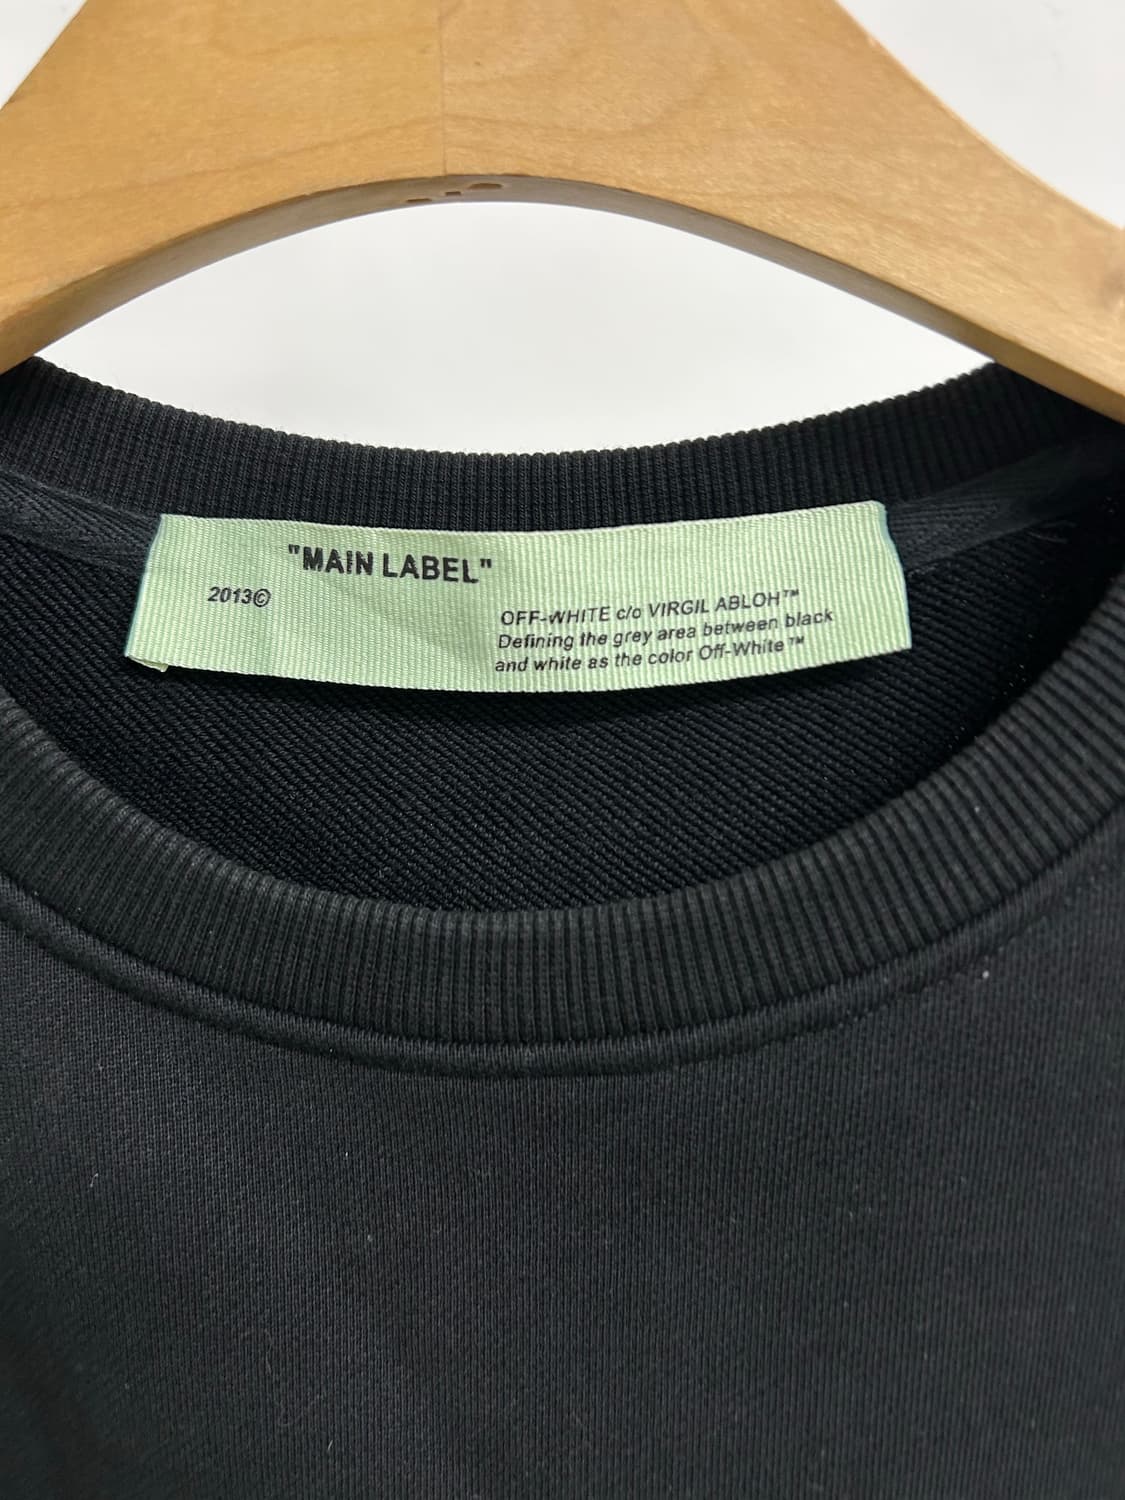 "MAIN LABEL"
2013©
OFF-WHITE c/o VIRGIL ABLOH™
Defining the grey area between black
and white as the color Off-White™